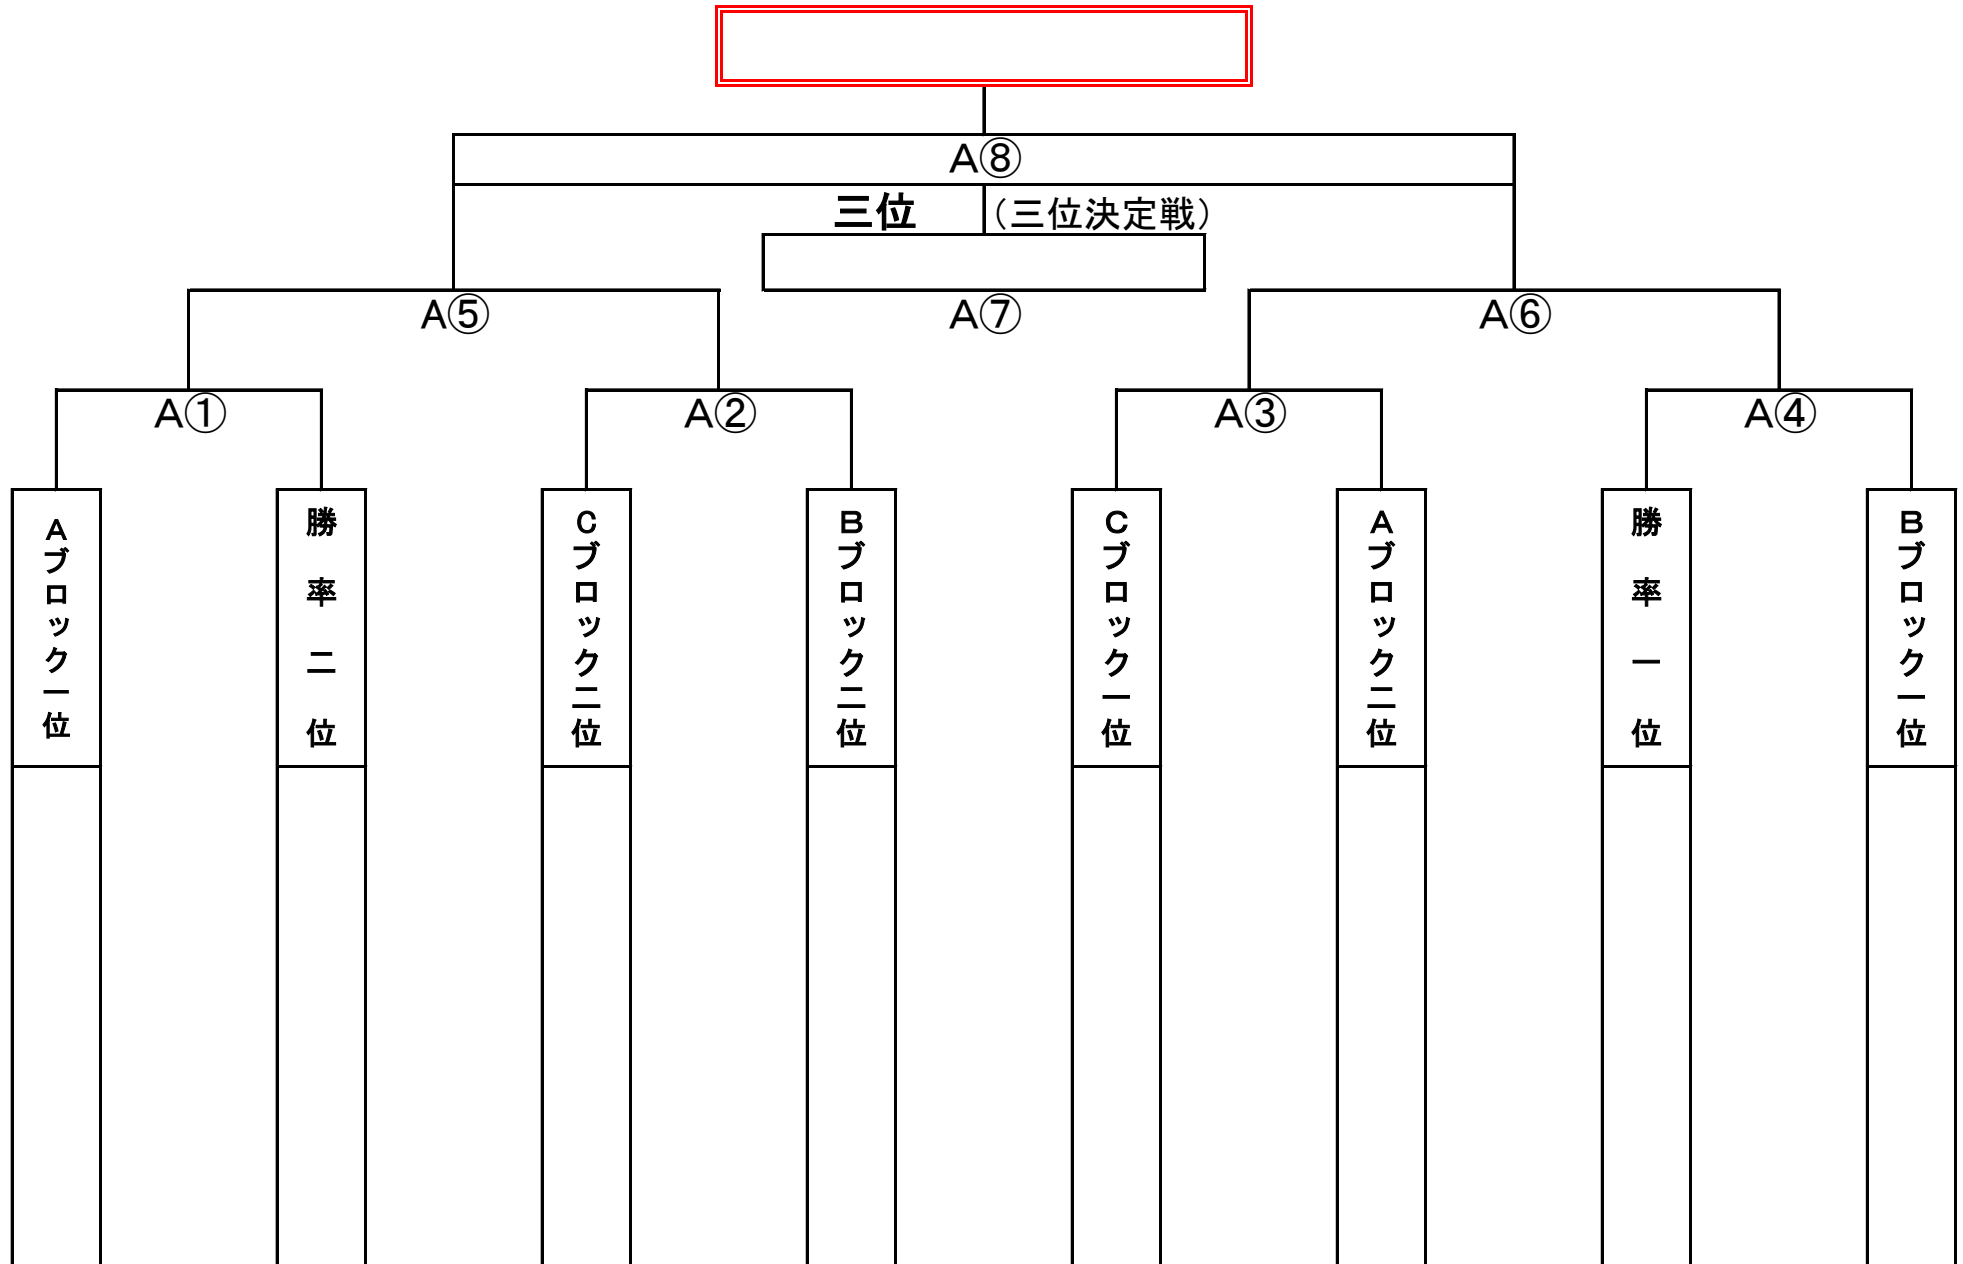 A⑧
三位
（三位決定戦）
A⑤
A⑦
A⑥
A①
A②
A③
A④
Aブロック一位
勝率二位
Cブロック二位
Bブロック二位
Cブロック一位
Aブロック二位
勝率一位
Bブロック一位